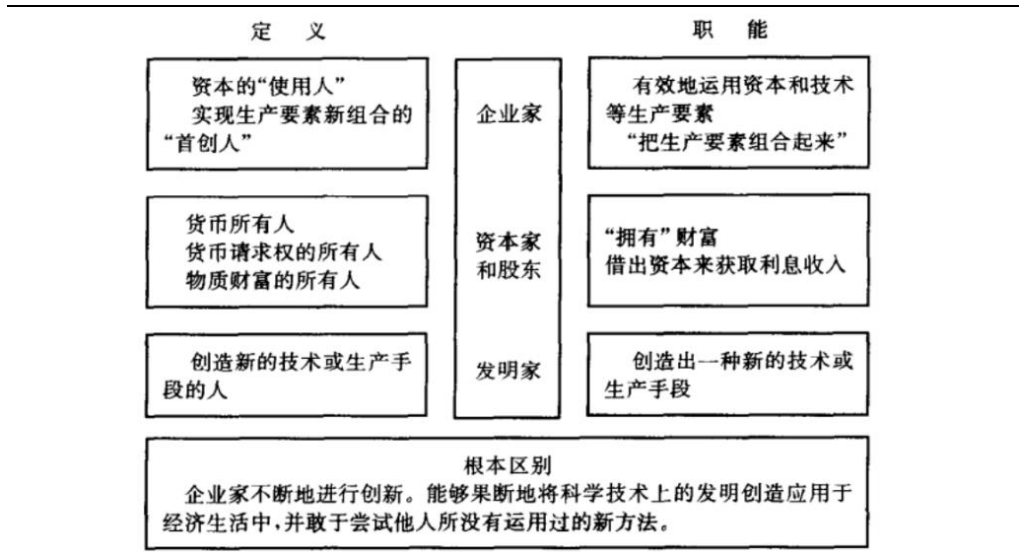 定 义
职 能
资本的“使用人”
实现生产要素新组合的
“首创人”
企业家
有效地运用资本和技术
等生产要素
“把生产要素组合起来”
货币所有人
货币请求权的所有人
物质财富的所有人
资本家
和股东
“拥有”财富
借出资本来获取利息收入
创造新的技术或生产手
段的人
发明家
创造出一种新的技术或
生产手段
根本区别
企业家不断地进行创新。能够果断地将科学技术上的发明创造应用于
经济生活中,并敢于尝试他人所没有运用过的新方法。